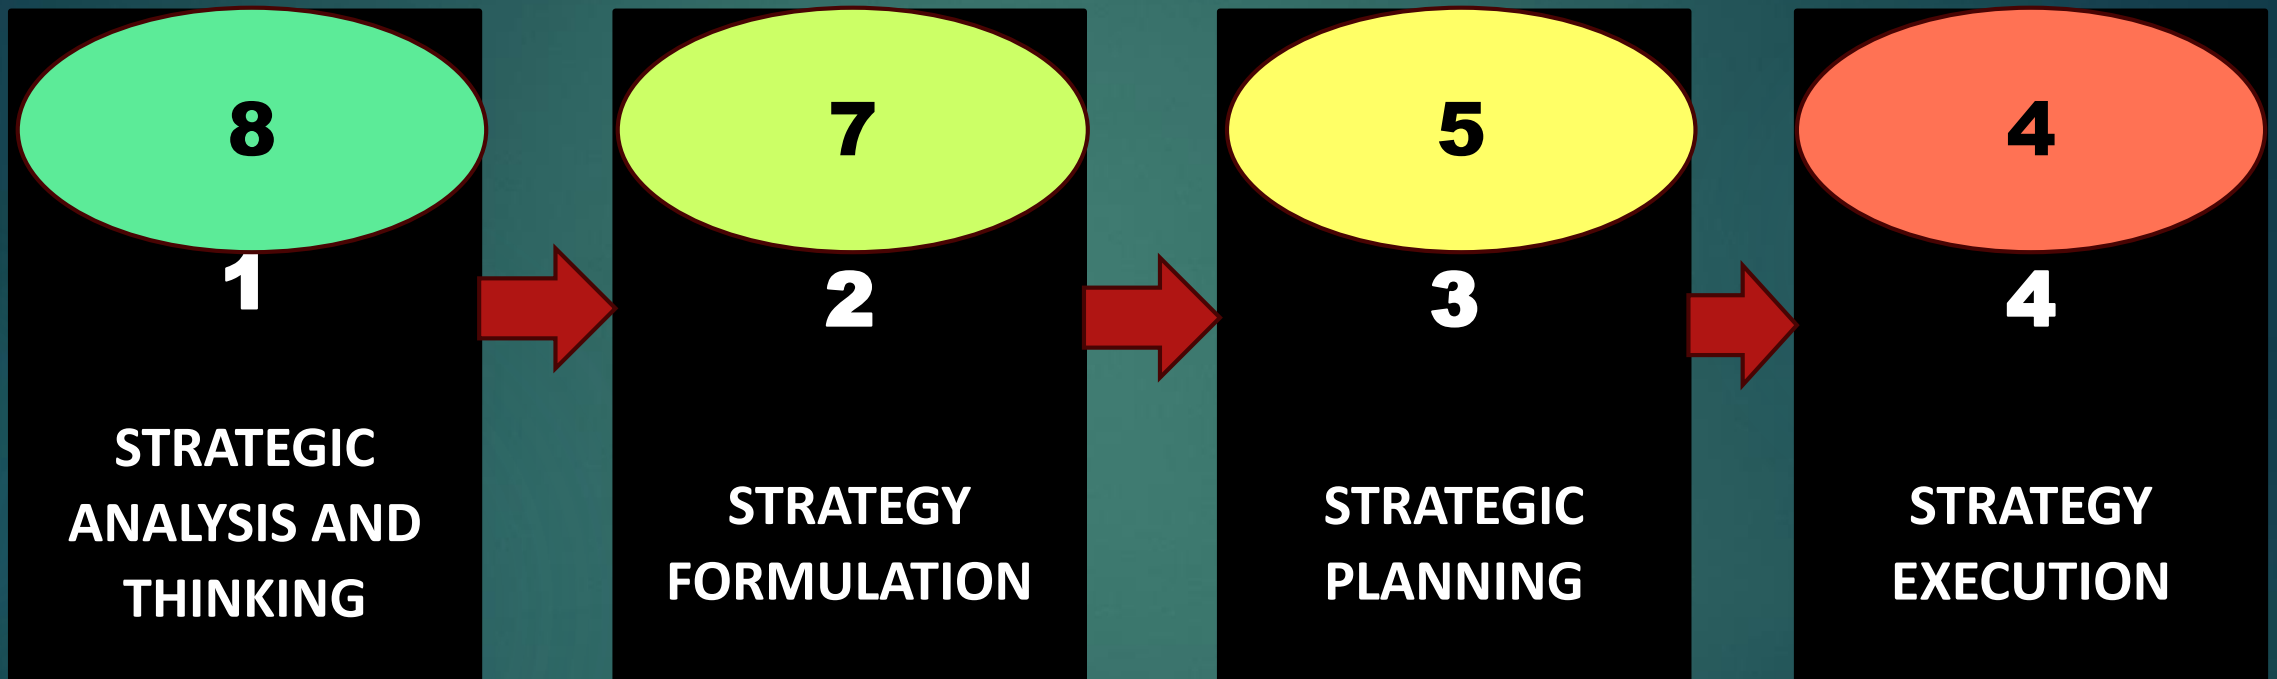 8
1
STRATEGIC
ANALYSIS AND
THINKING
7
2
STRATEGY
FORMULATION
5
3
STRATEGIC
PLANNING
4
4
STRATEGY
EXECUTION